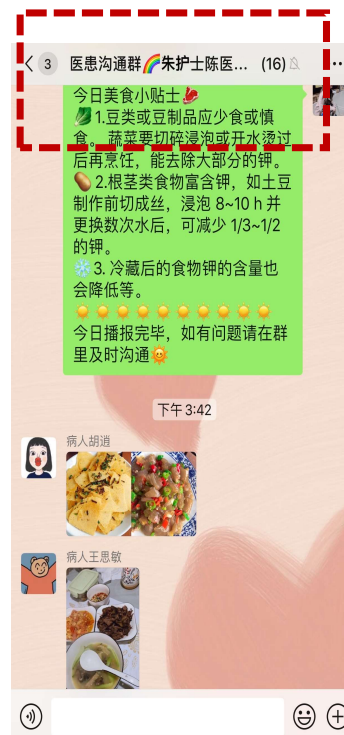 3 医患沟通群🌈朱护士陈医... (16)
今日美食小贴士🥩
🥬1.豆类或豆制品应少食或慎
食。 蔬菜要切碎浸泡或开水烫过
后再烹饪，能去除大部分的钾。
🥔2.根茎类食物富含钾，如土豆
制作前切成丝，浸泡 8~10 h 并
更换数次水后，可减少 1/3~1/2
的钾。
❄️3. 冷藏后的食物钾的含量也
会降低等。
☀️☀️☀️☀️☀️☀️☀️☀️☀️☀️
今日播报完毕，如有问题请在群
里及时沟通🌞
下午 3:42
病人胡逍
病人王思敏